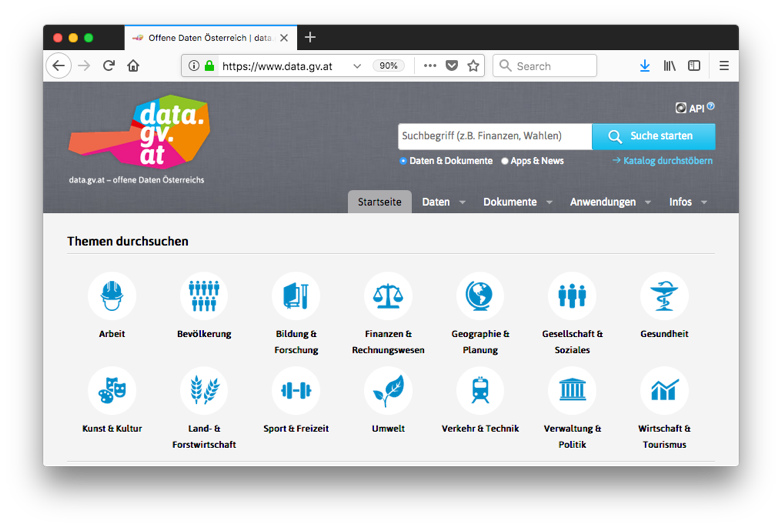 Offene Daten Österreich | data.
https://www.data.gv.at
90%
Search
data.
gv.
at
data.gv.at – offene Daten Österreichs
API
Suchbegriff (z.B. Finanzen, Wahlen)
Suche starten
Daten & Dokumente
Apps & News
→ Katalog durchstöbern
Startseite
Daten
Dokumente
Anwendungen
Infos
Themen durchsuchen
Arbeit
Bevölkerung
Bildung &
Forschung
Finanzen &
Rechnungswesen
Geographie &
Planung
Gesellschaft &
Soziales
Gesundheit
Kunst & Kultur
Land- &
Forstwirtschaft
Sport & Freizeit
Umwelt
Verkehr & Technik
Verwaltung &
Politik
Wirtschaft &
Tourismus